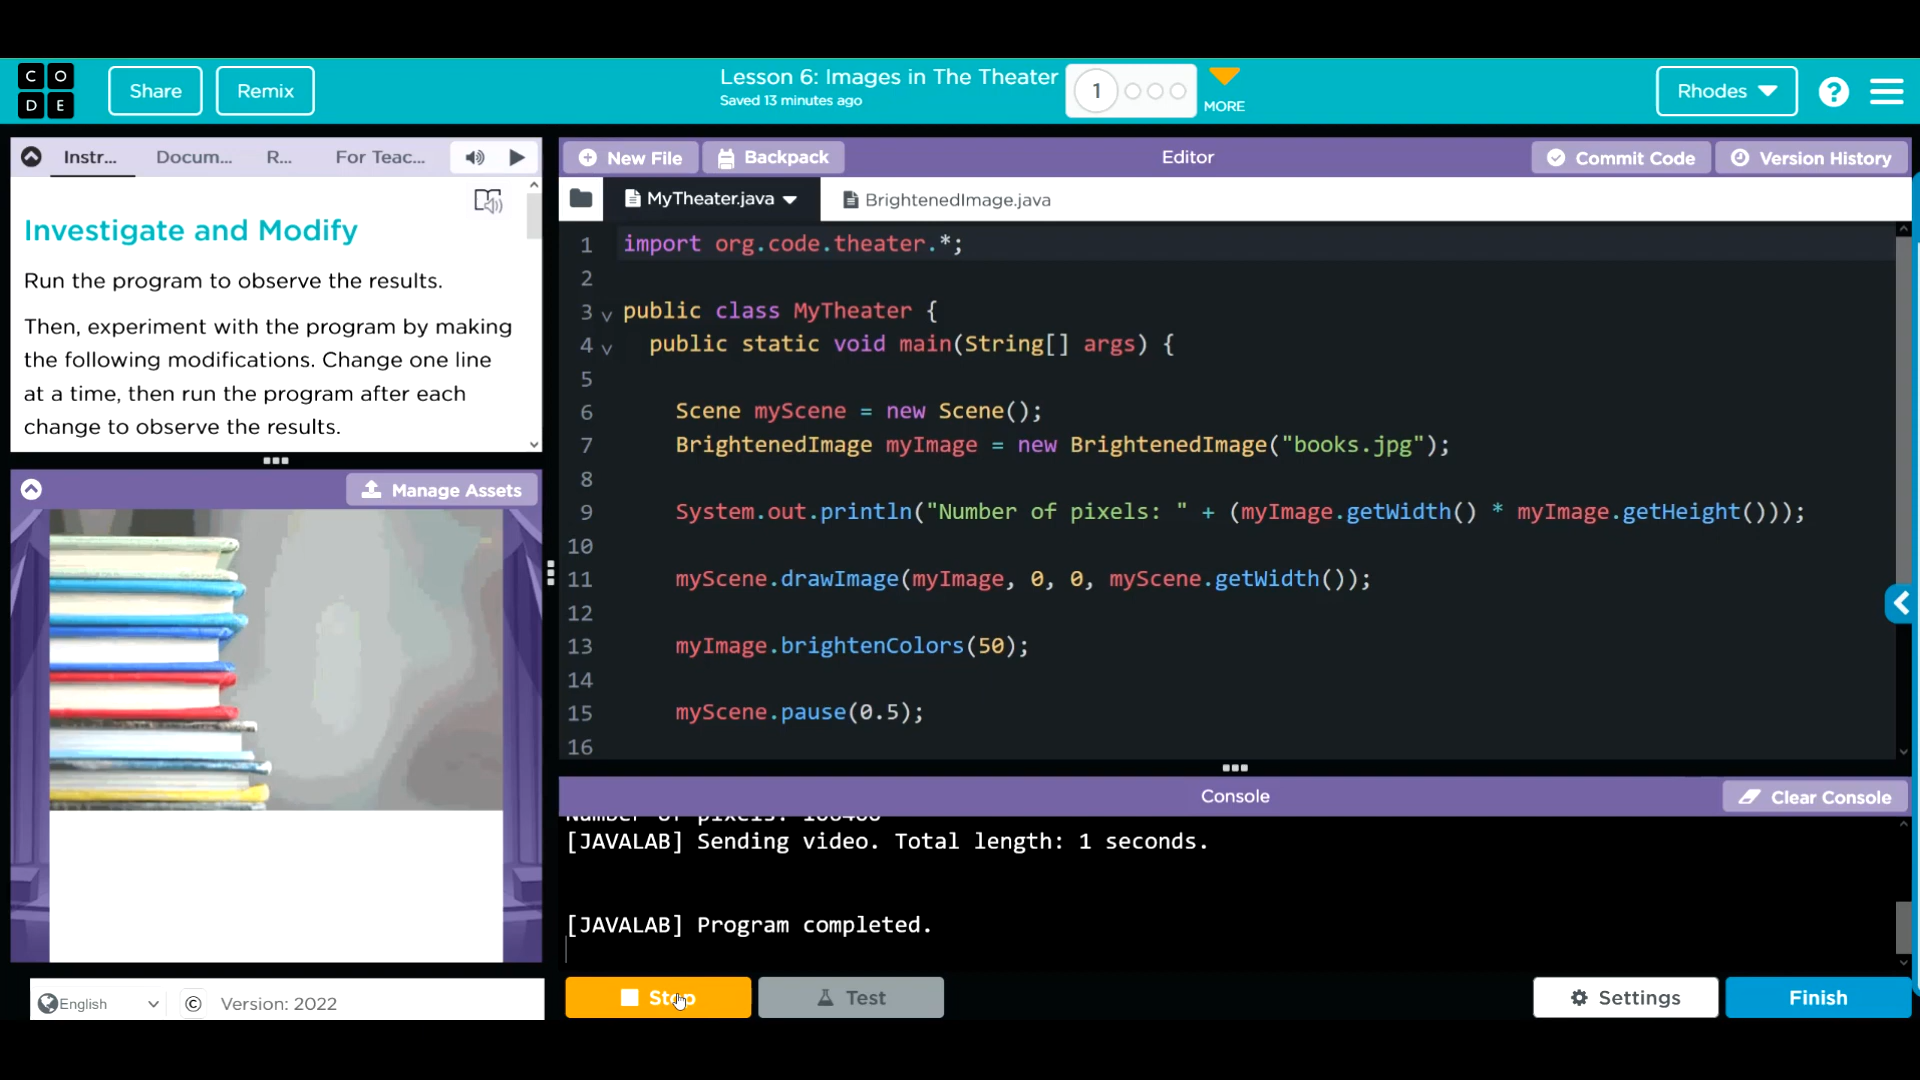 C O
D E
Share
Remix
Lesson 6: Images in The Theater
Saved 13 minutes ago
1
MORE
Rhodes
?
Instr...
Docum...
R...
For Teac...
Investigate and Modify
Run the program to observe the results.
Then, experiment with the program by making
the following modifications. Change one line
at a time, then run the program after each
change to observe the results.
Manage Assets
English
© Version: 2022
New File
Backpack
Editor
Commit Code
Version History
MyTheater.java
BrightenedImage.java
1 import org.code.theater.*;
2
3 public class MyTheater {
4 public static void main(String[] args) {
5
6 Scene myScene = new Scene();
7 BrightenedImage myImage = new BrightenedImage("books.jpg");
8
9 System.out.println("Number of pixels: " + (myImage.getWidth() * myImage.getHeight()));
10
11 myScene.drawImage(myImage, 0, 0, myScene.getWidth());
12
13 myImage.brightenColors(50);
14
15 myScene.pause(0.5);
16
Console
Clear Console
Number of pixels:
[JAVALAB] Sending video. Total length: 1 seconds.
[JAVALAB] Program completed.
Stop
Test
Settings
Finish